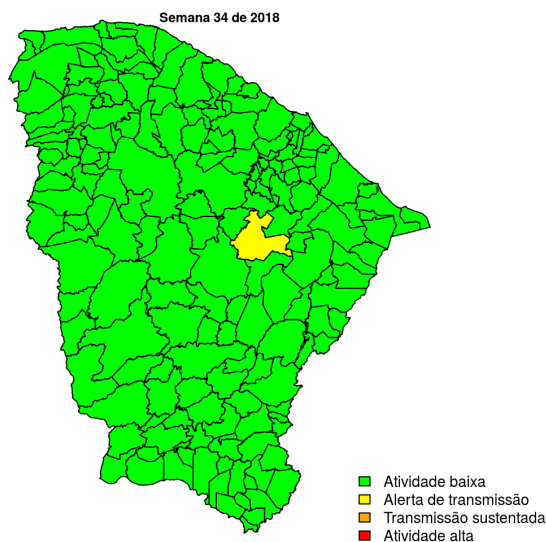 Semana 34 de 2018
Atividade baixa
Alerta de transmissão
Transmissão sustentada
Atividade alta